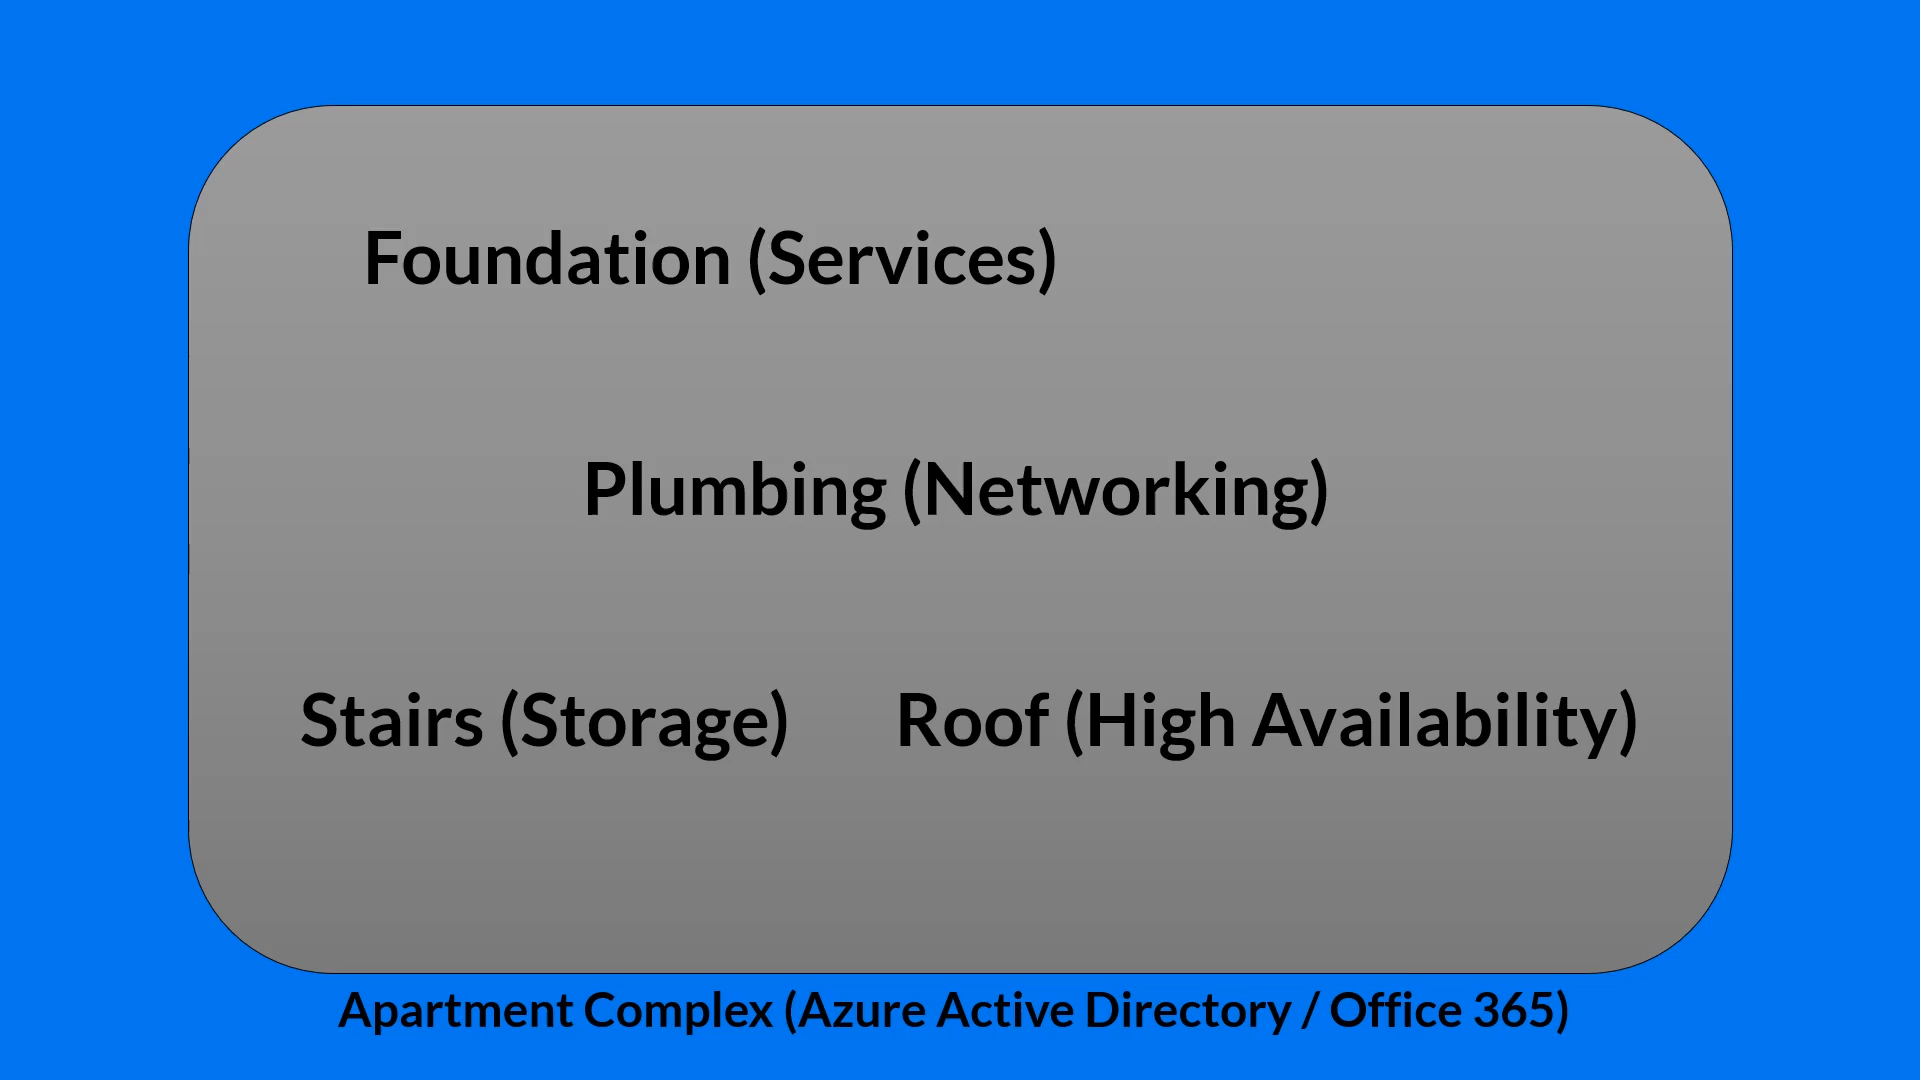 Foundation (Services)
Plumbing (Networking)
Stairs (Storage) Roof (High Availability)
Apartment Complex (Azure Active Directory / Office 365)